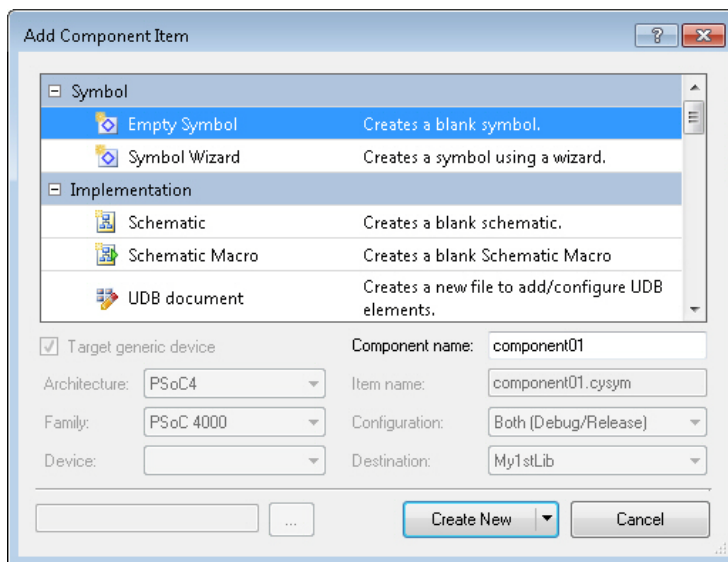 Add Component Item
Symbol
Empty Symbol Creates a blank symbol.
Symbol Wizard Creates a symbol using a wizard.
Implementation
Schematic Creates a blank schematic.
Schematic Macro Creates a blank Schematic Macro
UDB document Creates a new file to add/configure UDB
elements.
Target generic device Component name: component01
Architecture: PSoC4 Item name: component01.cysym
Family: PSoC 4000 Configuration: Both (Debug/Release)
Device: Destination: My1stLib
... Create New Cancel